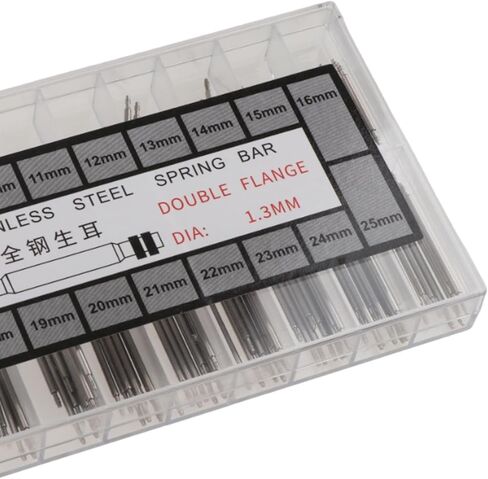 11mm 12mm 13mm 14mm 15mm 16mm
NLESS STEEL SPRING BAR
全钢生耳 DOUBLE FLANGE
DIA: 1.3MM
19mm 20mm 21mm 22mm 23mm 24mm 25mm